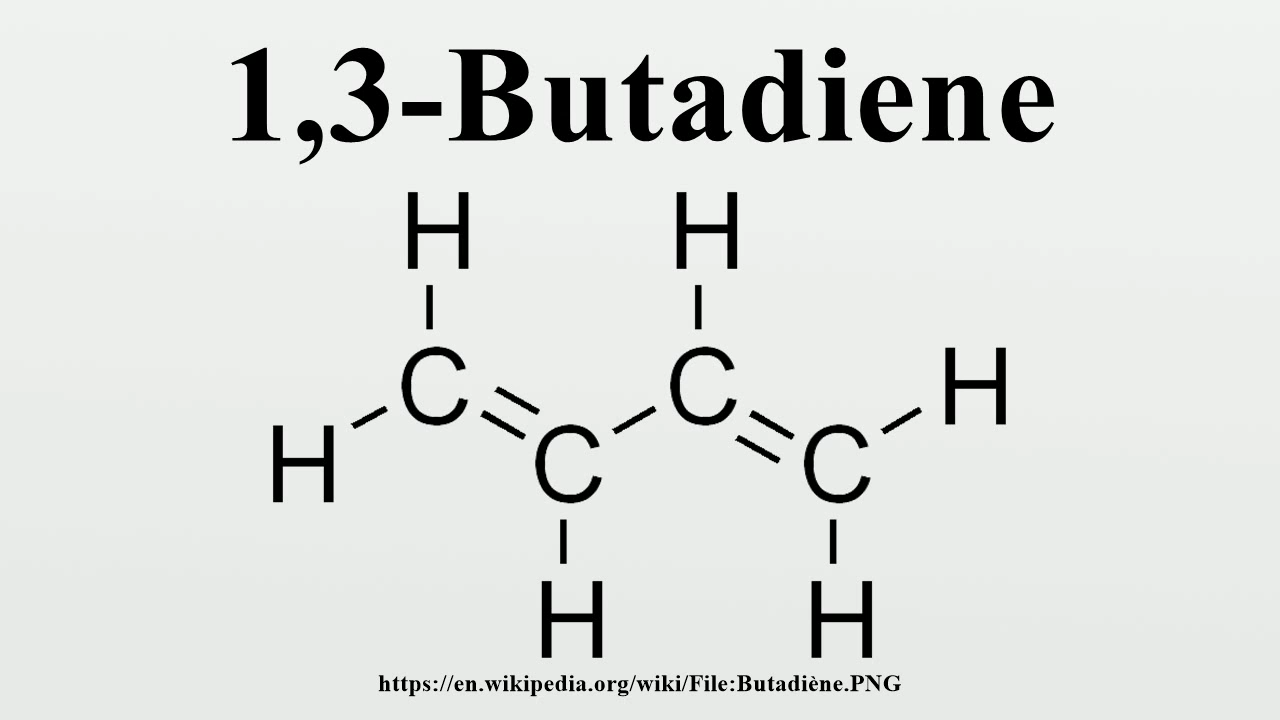 1,3-Butadiene
H H
C C H
H C C
H H
https://en.wikipedia.org/wiki/File:Butadiène.PNG